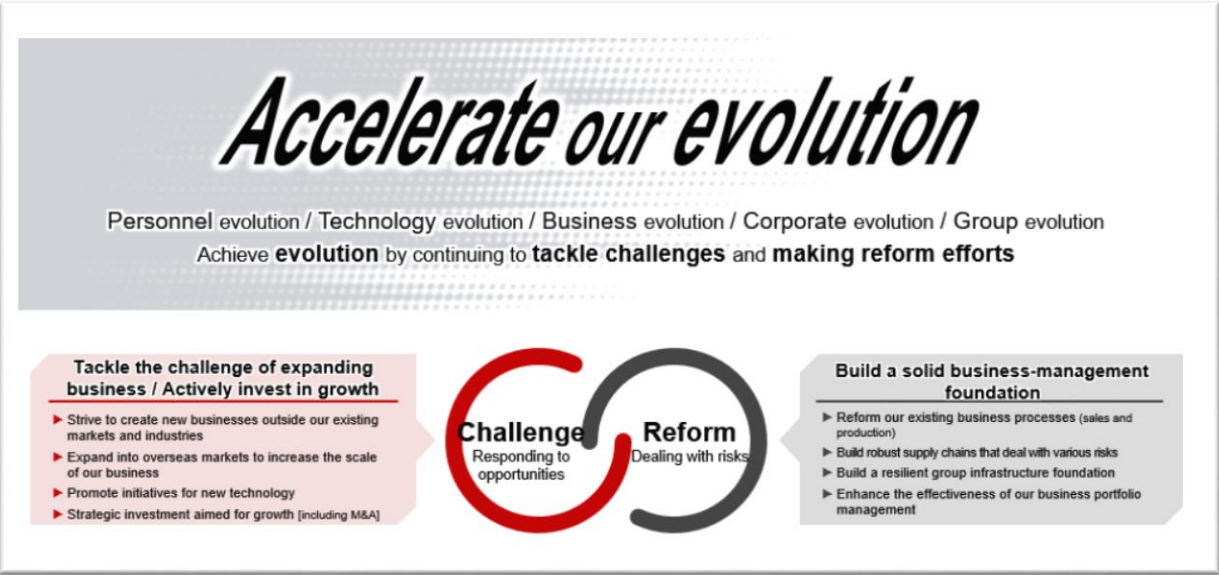 Accelerate our evolution
Personnel evolution / Technology evolution / Business evolution / Corporate evolution / Group evolution
Achieve evolution by continuing to tackle challenges and making reform efforts
Tackle the challenge of expanding
business / Actively invest in growth
▶ Strive to create new businesses outside our existing
markets and industries
▶ Expand into overseas markets to increase the scale
of our business
▶ Promote initiatives for new technology
▶ Strategic investment aimed for growth [including M&A]
Challenge
Responding to
opportunities
Reform
Dealing with risks
Build a solid business-management
foundation
▶ Reform our existing business processes (sales and
production)
▶ Build robust supply chains that deal with various risks
▶ Build a resilient group infrastructure foundation
▶ Enhance the effectiveness of our business portfolio
management